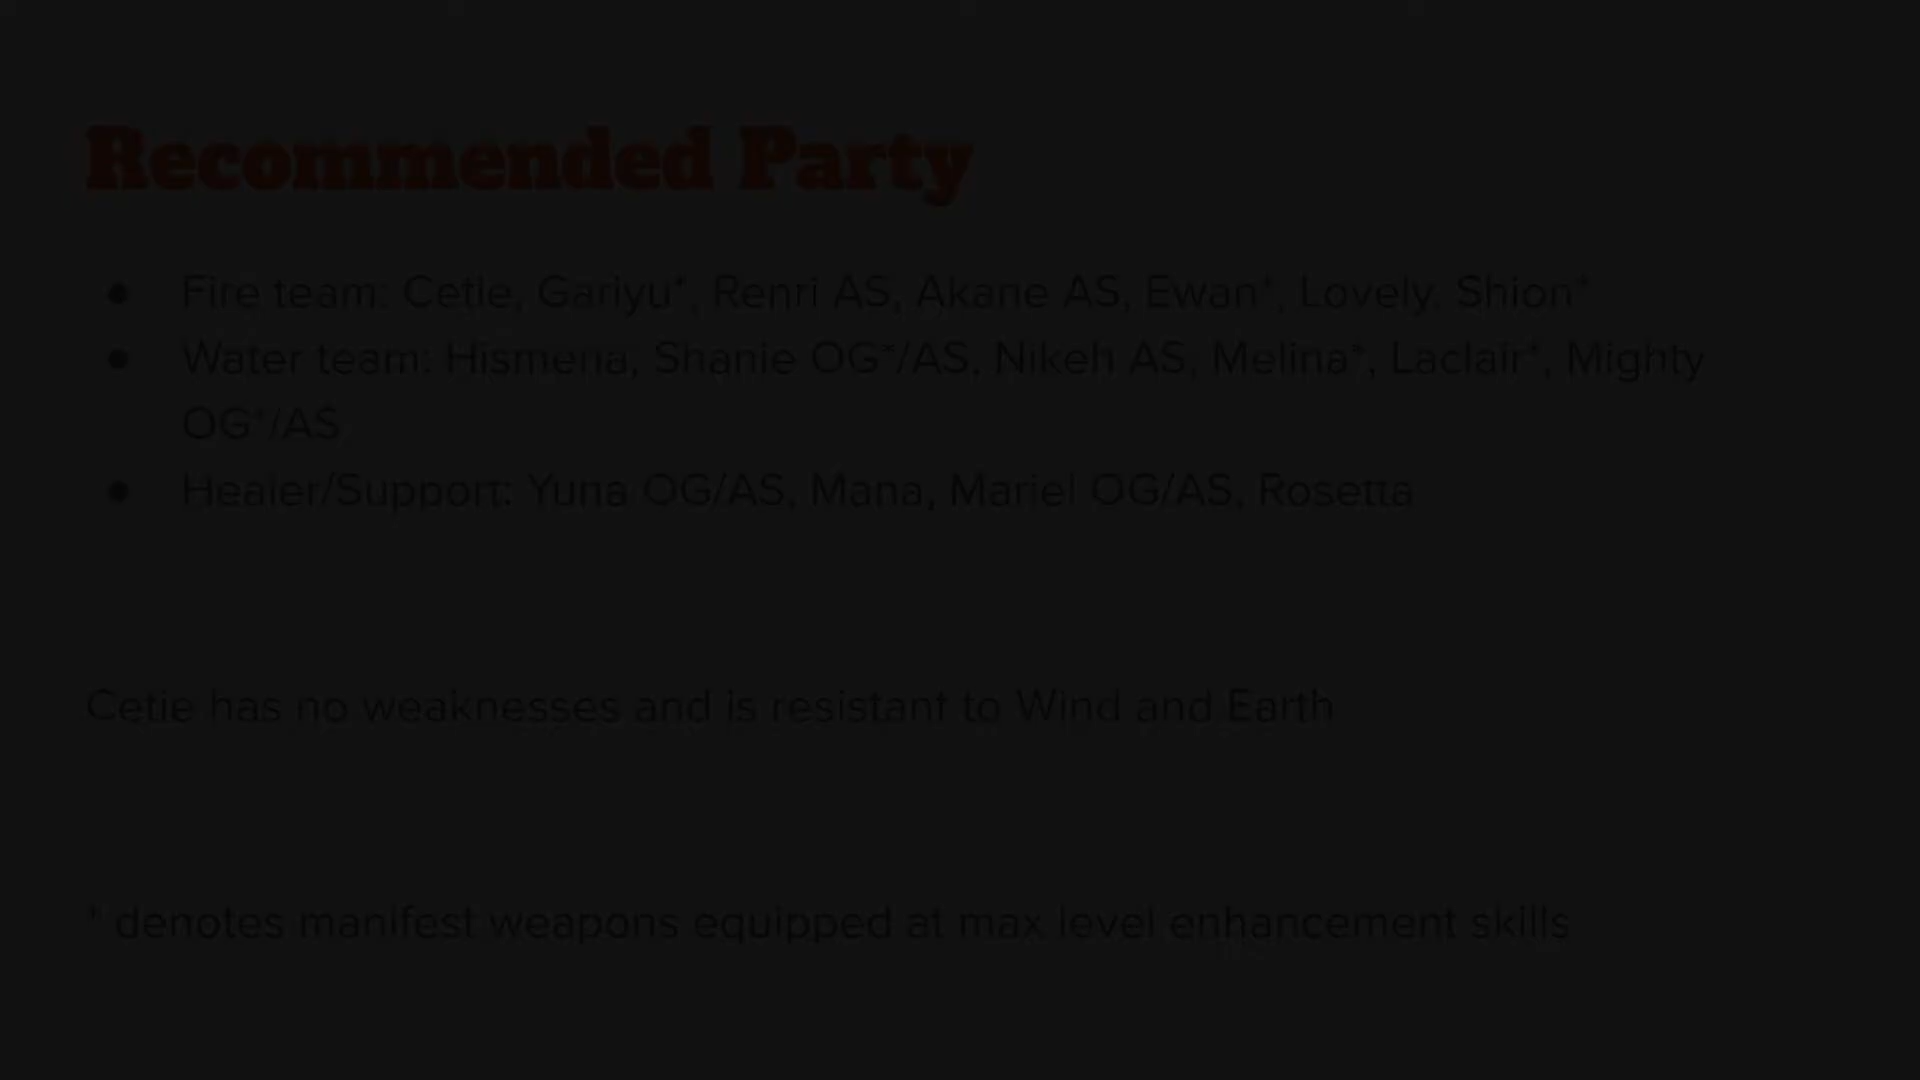 Recommended Party
● Fire team: Cetie, Gariyu*, Renri AS, Akane AS, Ewan*, Lovely, Shion*
● Water team: Hismena, Shanie OG*/AS, Nikeh AS, Melina*, Laclair*, Mighty
OG*/AS
● Healer/Support: Yuna OG/AS, Mana, Mariel OG/AS, Rosetta
Cetie has no weaknesses and is resistant to Wind and Earth
* denotes manifest weapons equipped at max level enhancement skills